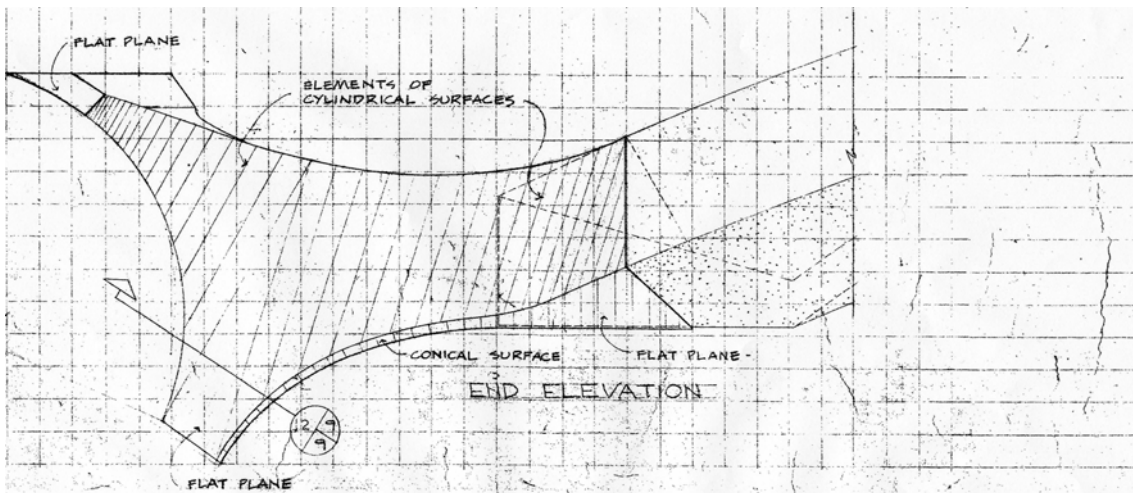 FLAT PLANE
ELEMENTS OF
CYLINDRICAL SURFACES
CONICAL SURFACE
FLAT PLANE
END ELEVATION
2 9
9
FLAT PLANE